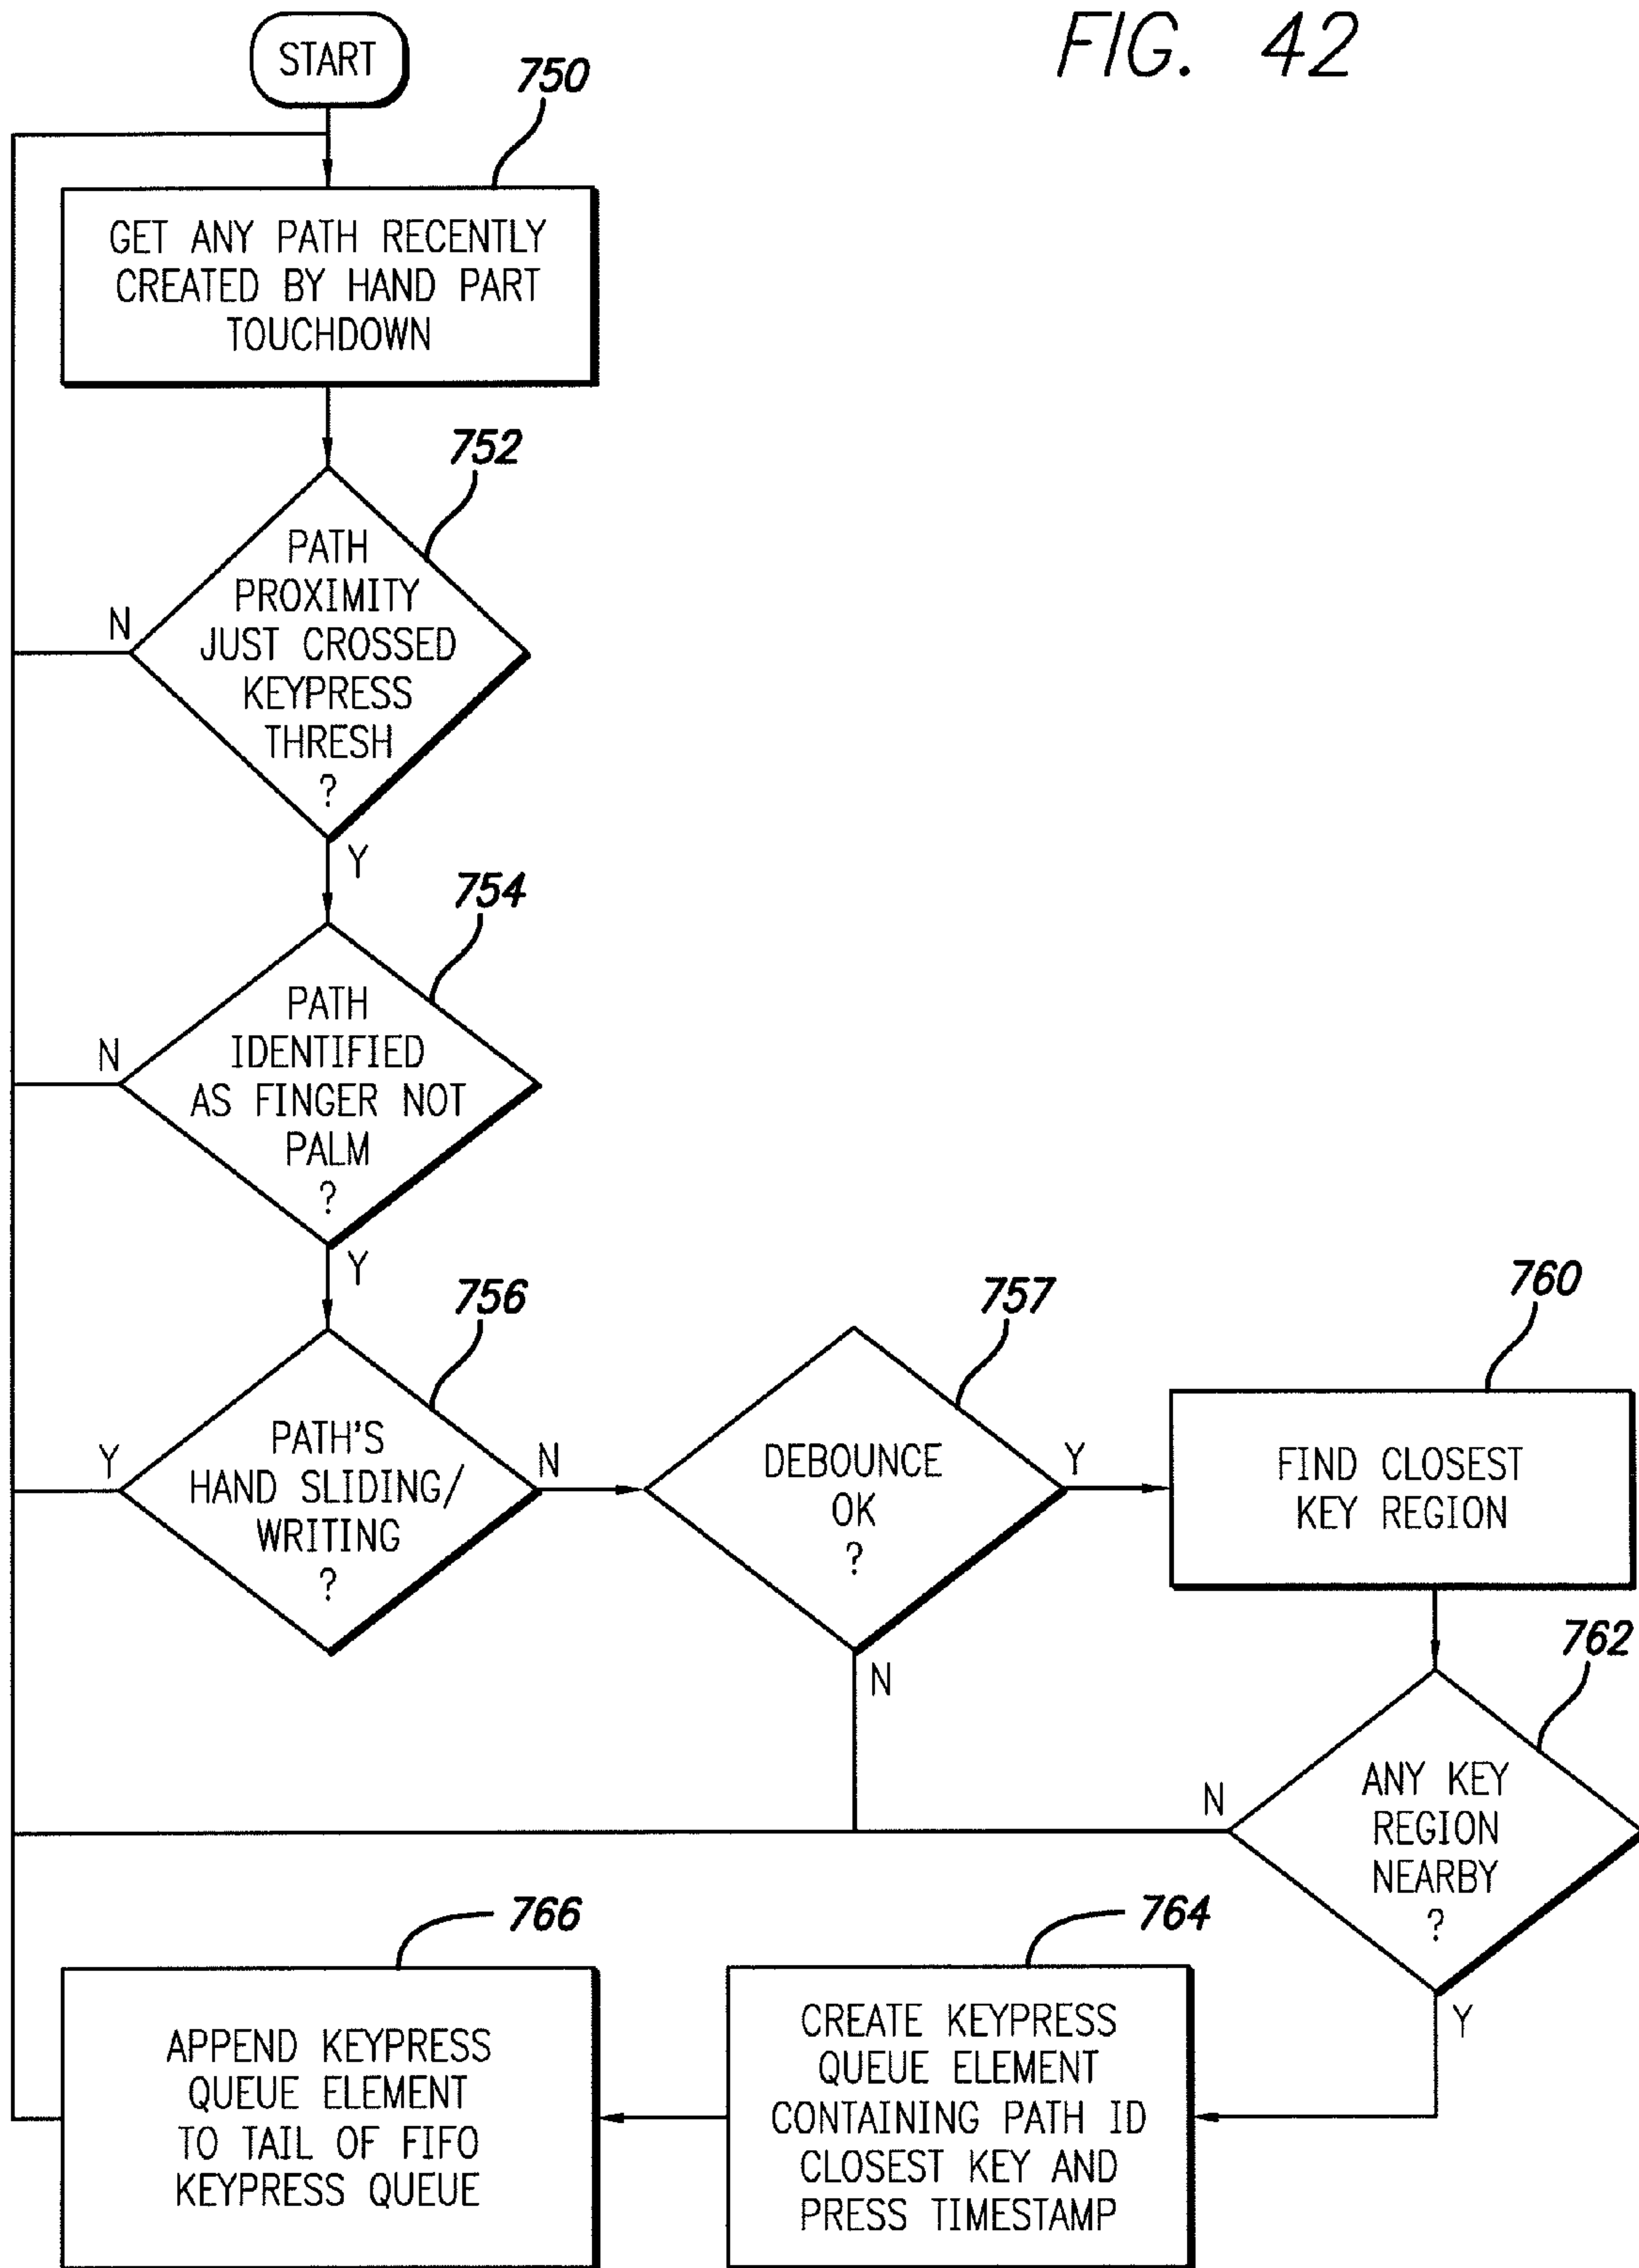 FIG. 42
START
750
GET ANY PATH RECENTLY
CREATED BY HAND PART
TOUCHDOWN
752
PATH
PROXIMITY
JUST CROSSED
KEYPRESS
THRESH
?
N
Y
754
PATH
IDENTIFIED
AS FINGER NOT
PALM
?
N
Y
756
PATH'S
HAND SLIDING/
WRITING
?
Y
N
757
DEBOUNCE
OK
?
Y
N
760
FIND CLOSEST
KEY REGION
762
ANY KEY
REGION
NEARBY
?
N
Y
764
CREATE KEYPRESS
QUEUE ELEMENT
CONTAINING PATH ID
CLOSEST KEY AND
PRESS TIMESTAMP
766
APPEND KEYPRESS
QUEUE ELEMENT
TO TAIL OF FIFO
KEYPRESS QUEUE